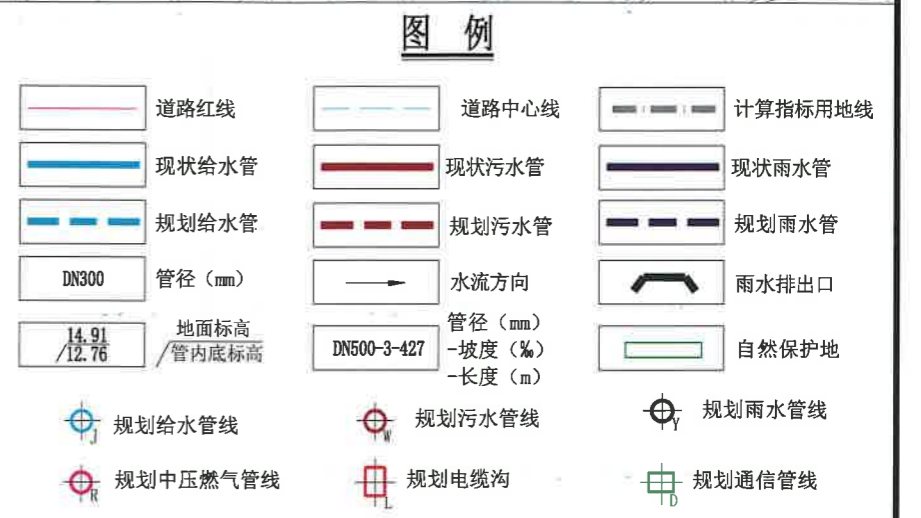 图 例
道路红线
道路中心线
计算指标用地线
现状给水管
现状污水管
现状雨水管
规划给水管
规划污水管
规划雨水管
DN300
管径（mm）
水流方向
雨水排出口
14.91
/12.76
地面标高
/管内底标高
DN500-3-427
管径（mm）
-坡度（‰）
-长度（m）
自然保护地
J
规划给水管线
W
规划污水管线
Y
规划雨水管线
R
规划中压燃气管线
L
规划电缆沟
D
规划通信管线